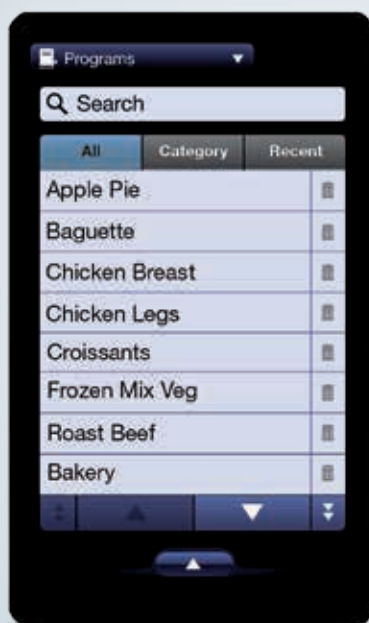 Programs
Search
All Category Recent
Apple Pie
Baguette
Chicken Breast
Chicken Legs
Croissants
Frozen Mix Veg
Roast Beef
Bakery